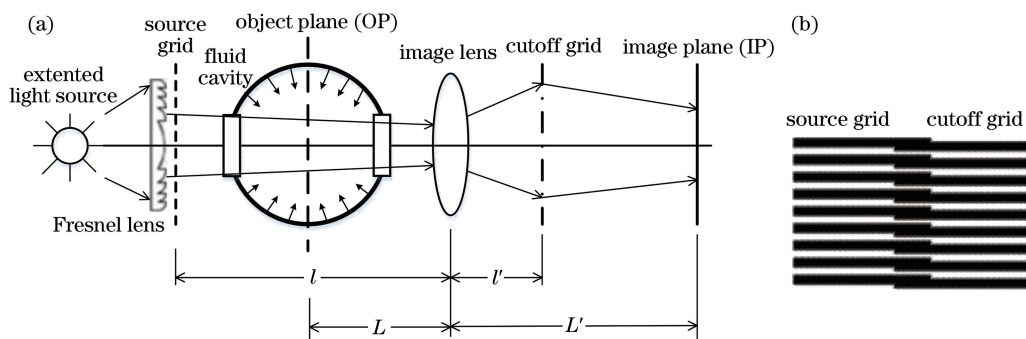 (a)
source
grid
object plane (OP)
fluid
cavity
image lens
cutoff grid
image plane (IP)
extented
light source
Fresnel lens
l
l′
L
L′
(b)
source grid
cutoff grid